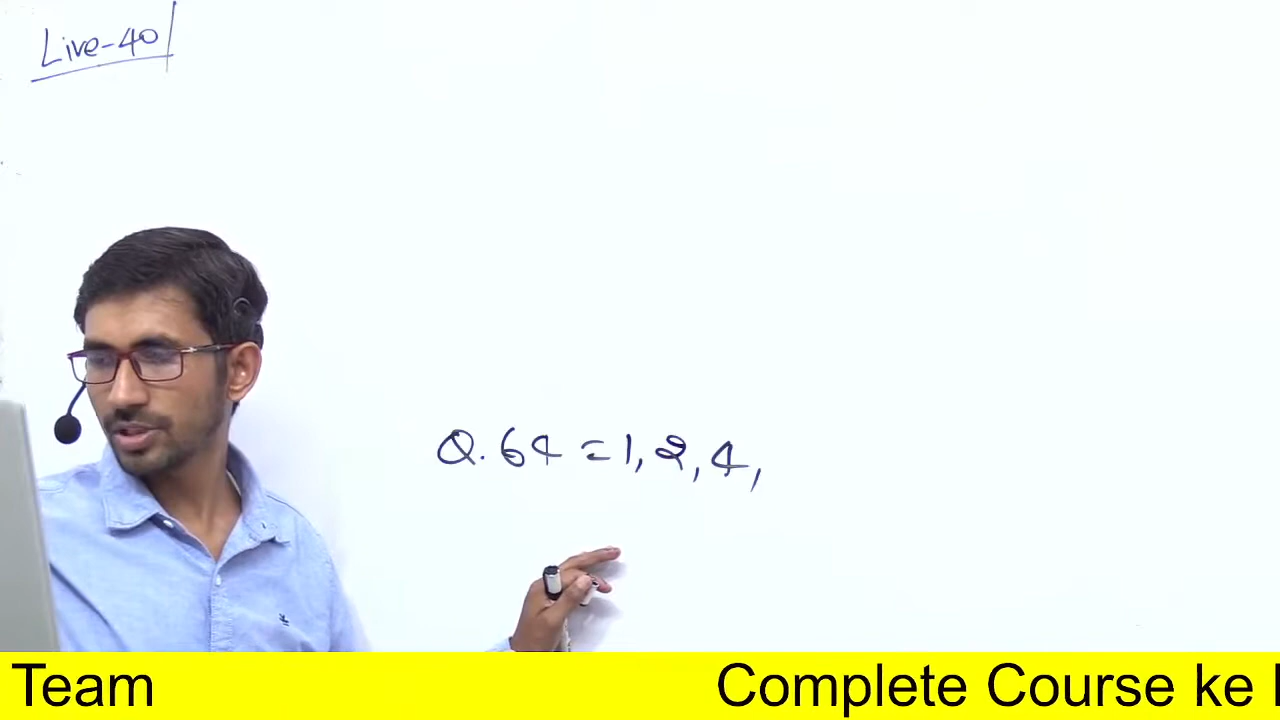 Live-40
Q. 64 = 1, 2, 4,
Team Complete Course ke